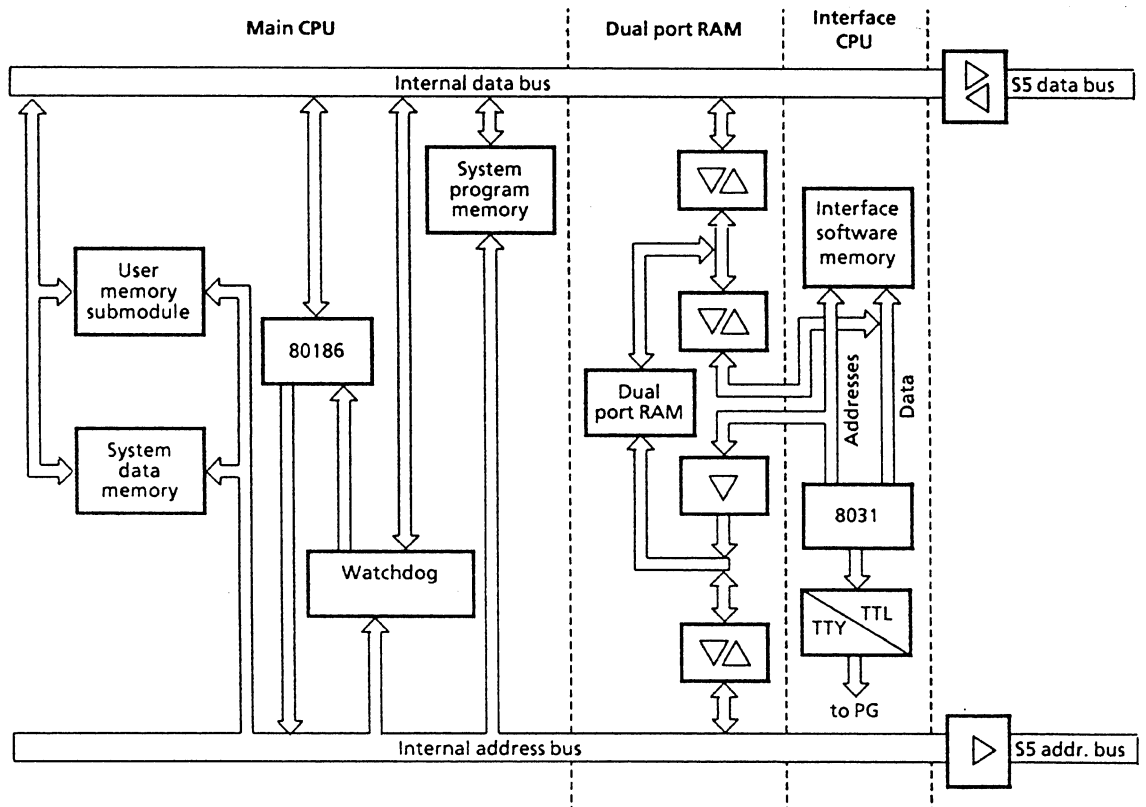 Main CPU
Dual port RAM
Interface
CPU
Internal data bus
S5 data bus
System
program
memory
Interface
software
memory
User
memory
submodule
80186
Dual
port RAM
Addresses
Data
System
data
memory
8031
Watchdog
TTL
TTY
to PG
Internal address bus
S5 addr. bus